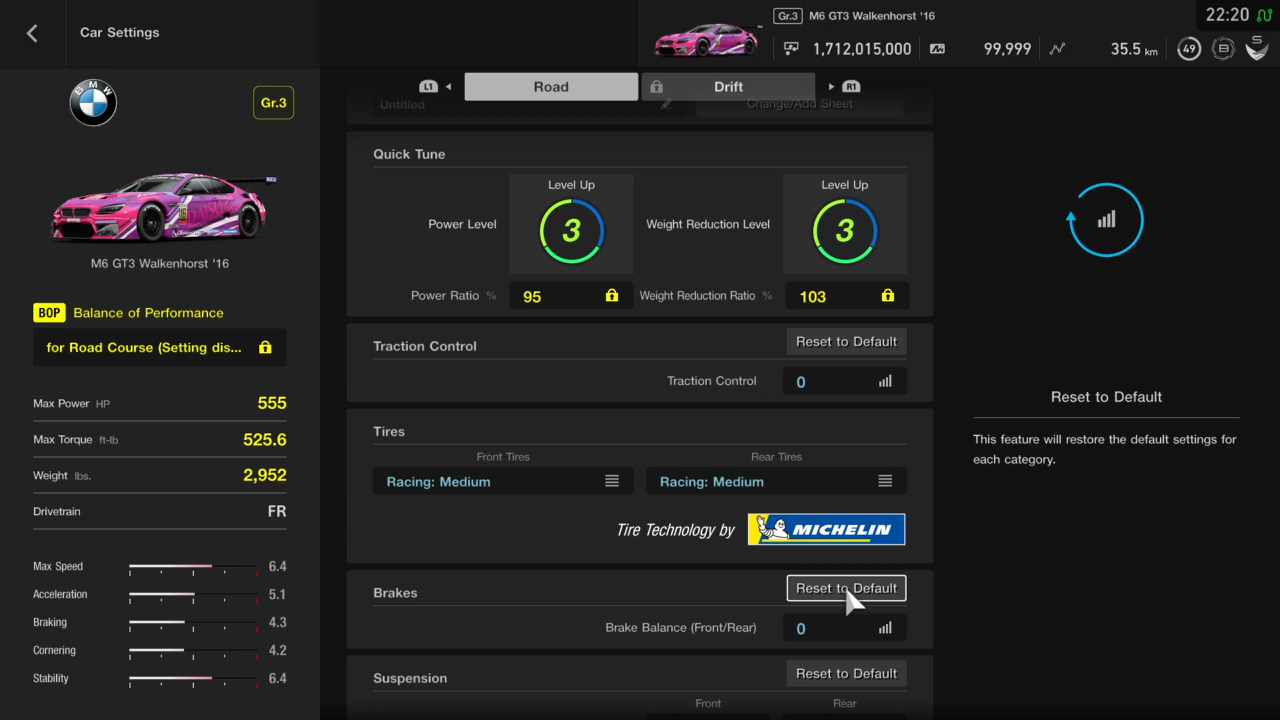 Car Settings
Gr.3 M6 GT3 Walkenhorst '16
22:20
1,712,015,000 99,999 35.5 km 49 B S
BMW
Gr.3
DAISHO
M6 GT3 Walkenhorst '16
BOP Balance of Performance
for Road Course (Setting dis...
Max Power HP 555
Max Torque ft-lb 525.6
Weight lbs. 2,952
Drivetrain FR
Max Speed 6.4
Acceleration 5.1
Braking 4.3
Cornering 4.2
Stability 6.4
L1 Road Drift R1
Untitled Change/Add Sheet
Quick Tune
Level Up Level Up
Power Level 3 Weight Reduction Level 3
Power Ratio % 95 Weight Reduction Ratio % 103
Traction Control Reset to Default
Traction Control 0
Tires
Front Tires Rear Tires
Racing: Medium Racing: Medium
Tire Technology by MICHELIN
Brakes Reset to Default
Brake Balance (Front/Rear) 0
Suspension Reset to Default
Front Rear
Reset to Default
This feature will restore the default settings for
each category.